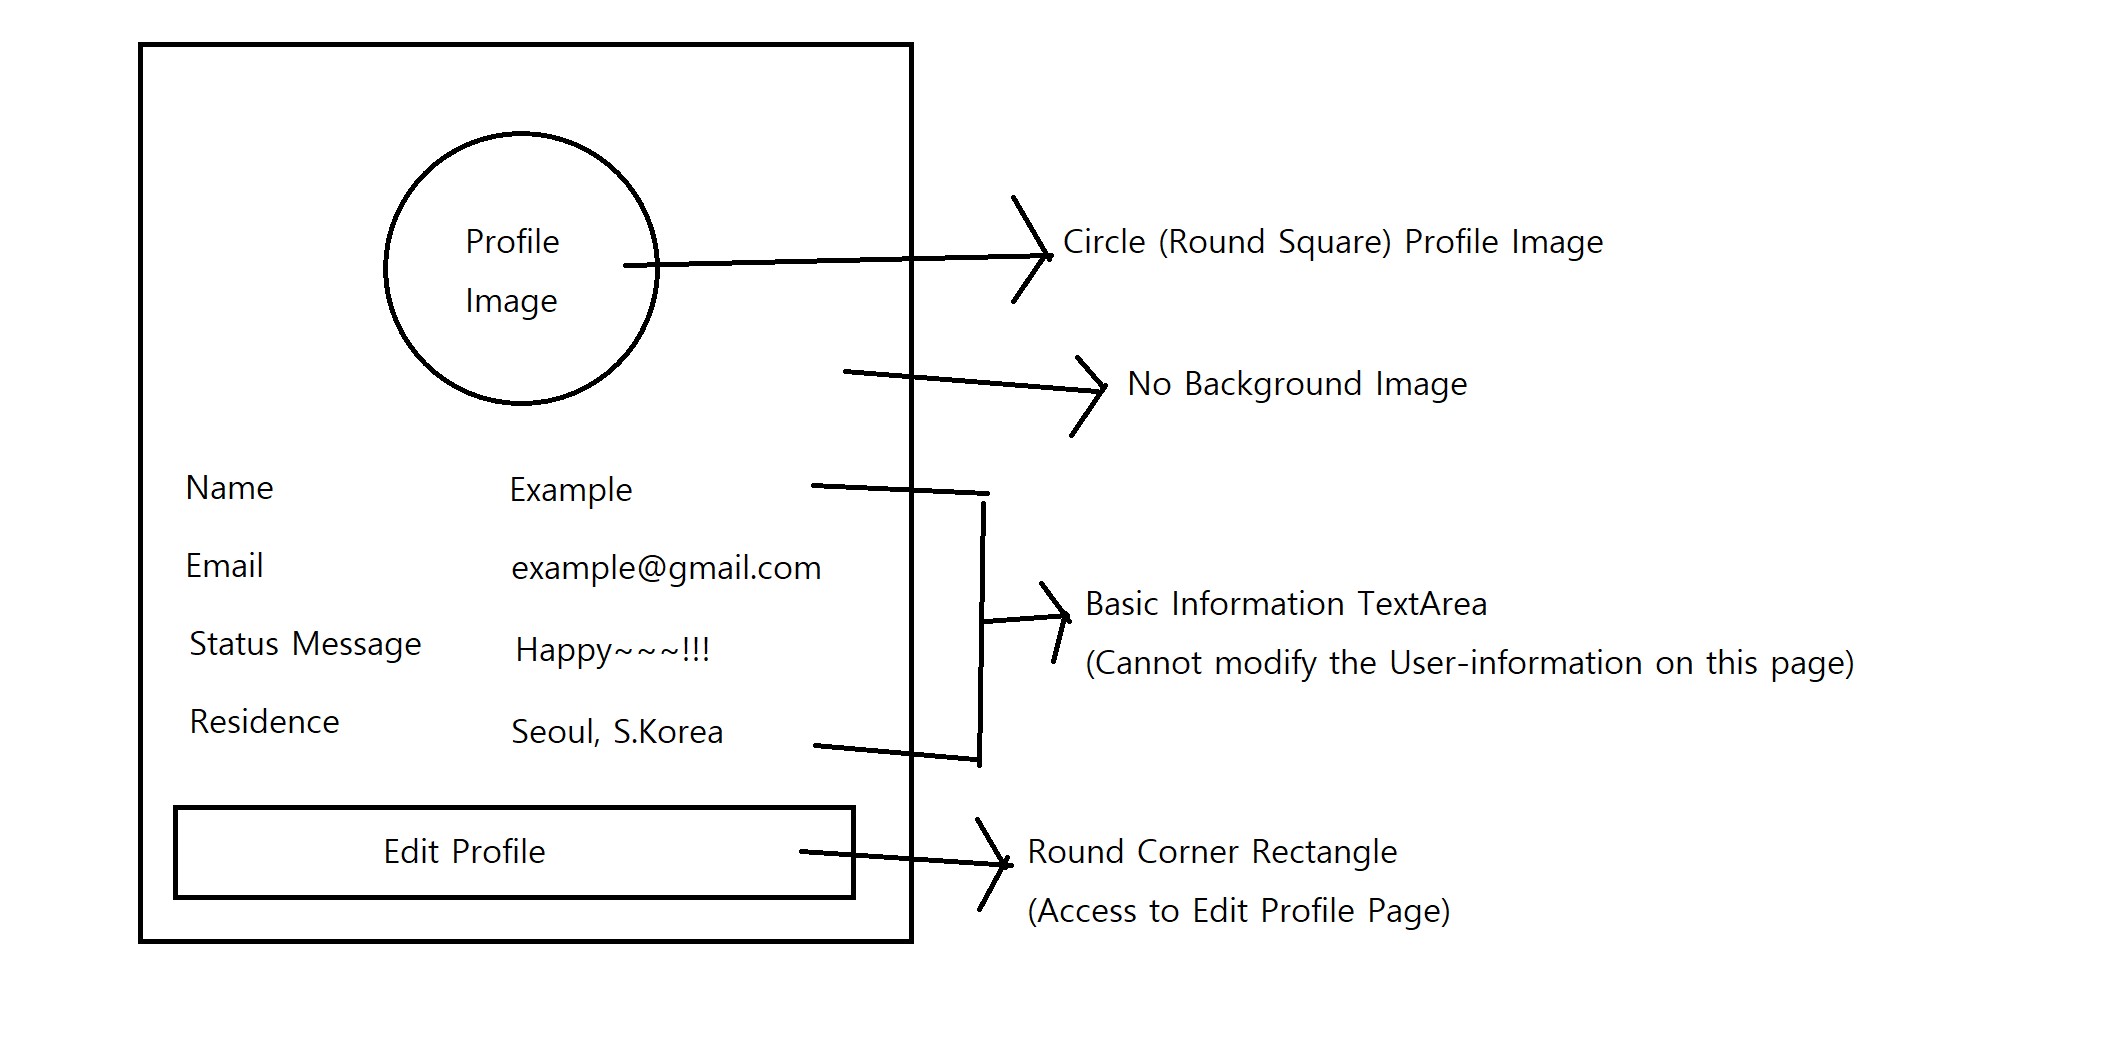 Profile
Image
Circle (Round Square) Profile Image
No Background Image
Name Example
Email example@gmail.com
Status Message Happy~~~!!!
Residence Seoul, S.Korea
Basic Information TextArea
(Cannot modify the User-information on this page)
Edit Profile
Round Corner Rectangle
(Access to Edit Profile Page)